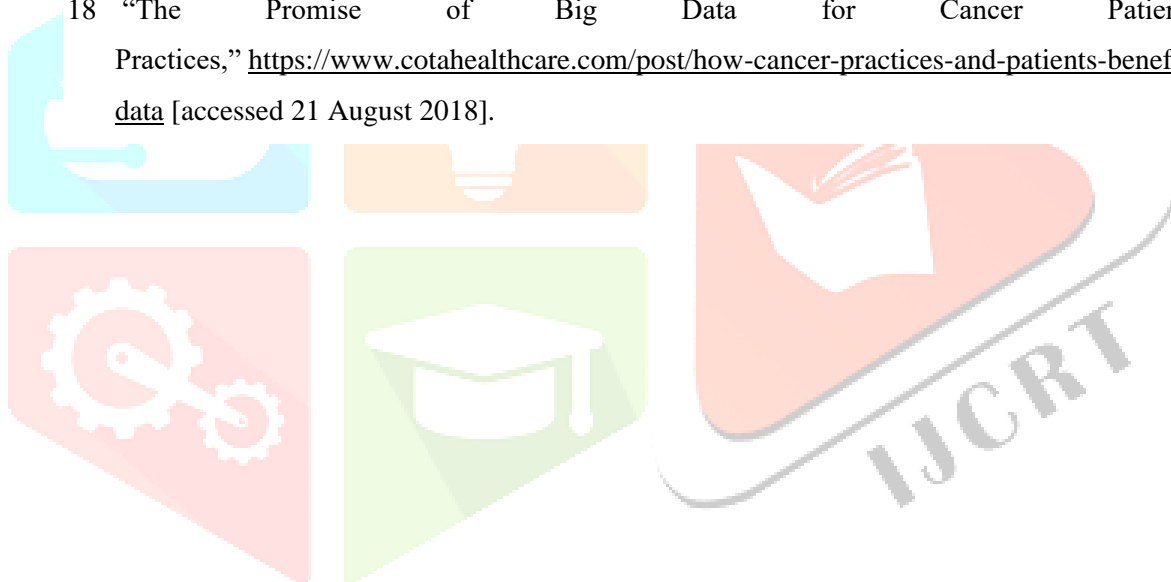 18 “The Promise of Big Data for Cancer
Practices,” https://www.cotahealthcare.com/post/how-cancer-practices-and-patients-
data [accessed 21 August 2018].
IJCRT